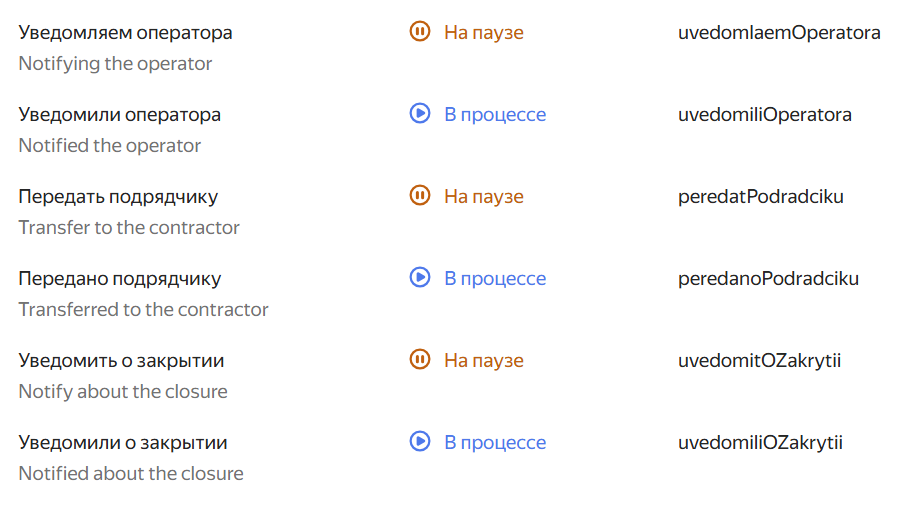 Уведомляем оператора На паузе uvedomlaemOperatora
Notifying the operator
Уведомили оператора В процессе uvedomiliOperatora
Notified the operator
Передать подрядчику На паузе peredatPodradciku
Transfer to the contractor
Передано подрядчику В процессе peredanoPodradciku
Transferred to the contractor
Уведомить о закрытии На паузе uvedomitOZakrytii
Notify about the closure
Уведомили о закрытии В процессе uvedomiliOZakrytii
Notified about the closure